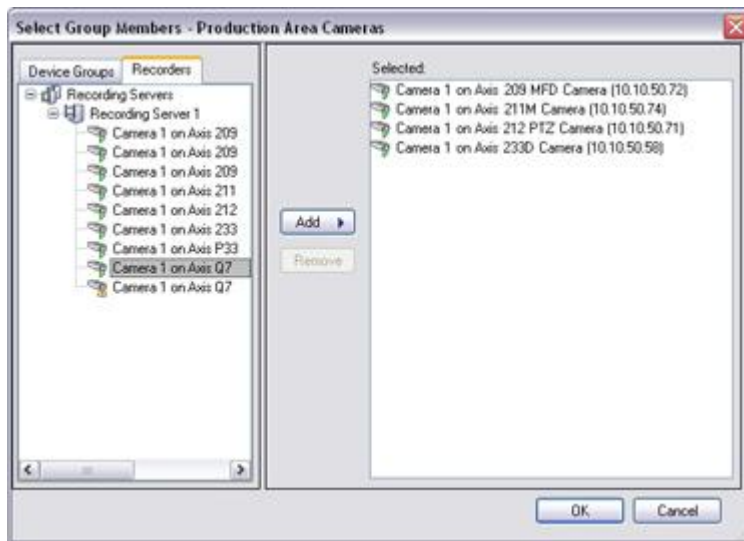 Select Group Members - Production Area Cameras
Device Groups
Recorders
Recording Servers
Recording Server 1
Camera 1 on Axis 209
Camera 1 on Axis 209
Camera 1 on Axis 209
Camera 1 on Axis 211
Camera 1 on Axis 212
Camera 1 on Axis 233
Camera 1 on Axis P33
Camera 1 on Axis Q7
Camera 1 on Axis Q7
Add
Remove
Selected:
Camera 1 on Axis 209 MFD Camera (10.10.50.72)
Camera 1 on Axis 211M Camera (10.10.50.74)
Camera 1 on Axis 212 PTZ Camera (10.10.50.71)
Camera 1 on Axis 233D Camera (10.10.50.58)
OK
Cancel